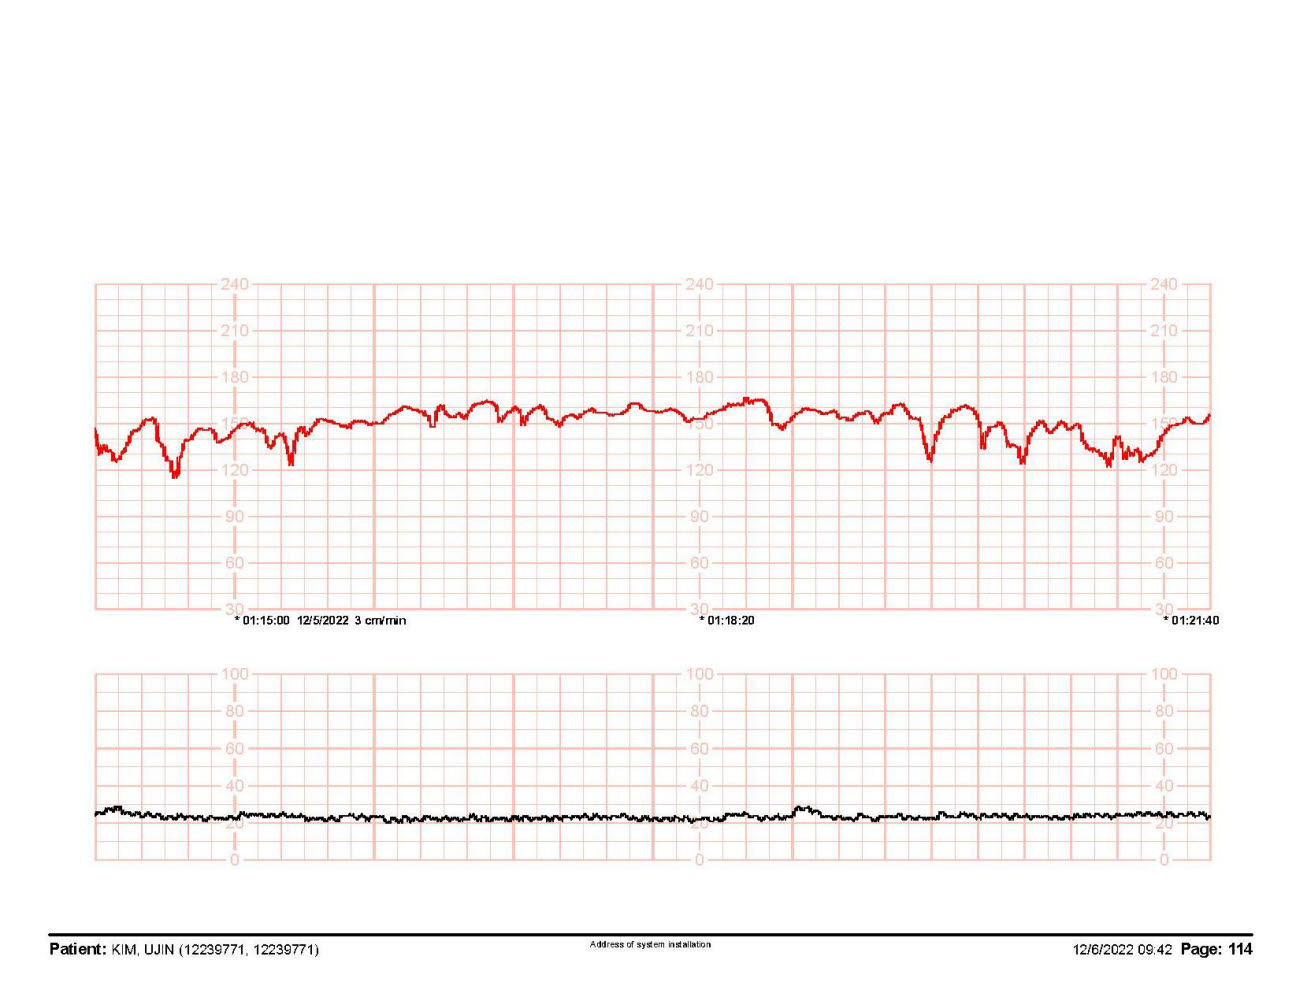 240 240 240
210 210 210
180 180 180
150 150 150
120 120 120
90 90 90
60 60 60
30 30 30
* 01:15:00 12/5/2022 3 cm/min * 01:18:20 * 01:21:40
100 100 100
80 80 80
60 60 60
40 40 40
20 20 20
0 0 0
Patient: KIM, UJIN (12239771, 12239771) Address of system installation 12/6/2022 09:42 Page: 114